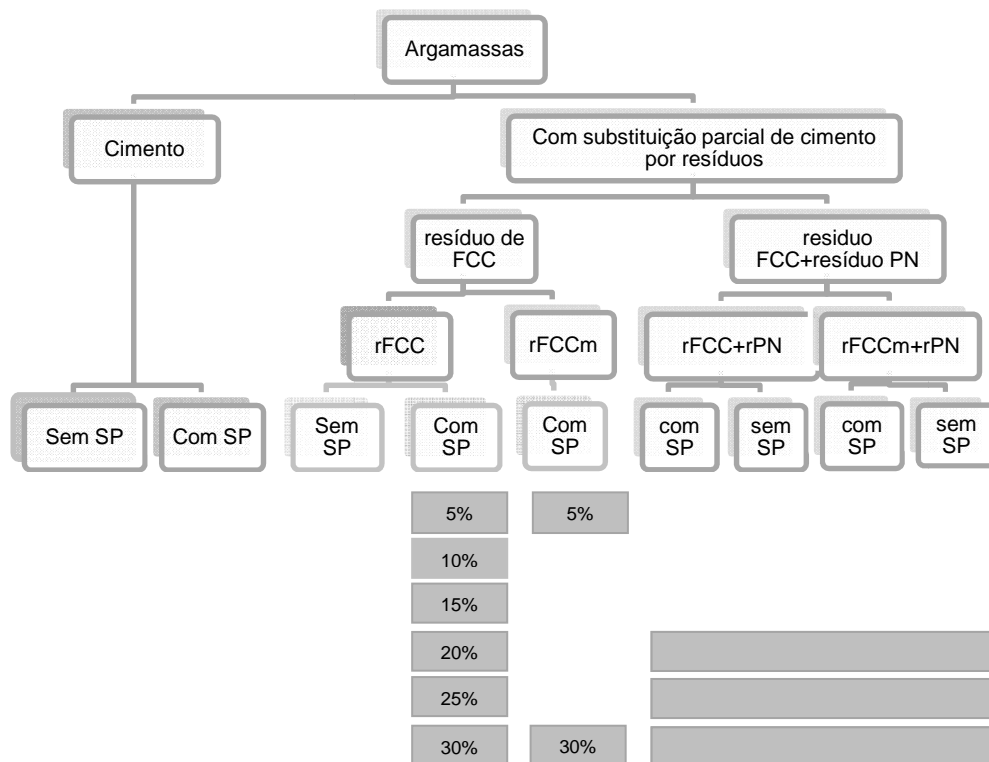 Argamassas
Cimento
Com substituição parcial de cimento
por resíduos
resíduo de
FCC
residuo
FCC+resíduo PN
rFCC
rFCCm
rFCC+rPN
rFCCm+rPN
Sem SP
Com SP
Sem
SP
Com
SP
Com
SP
com
SP
sem
SP
com
SP
sem
SP
5%
5%
10%
15%
20%
25%
30%
30%